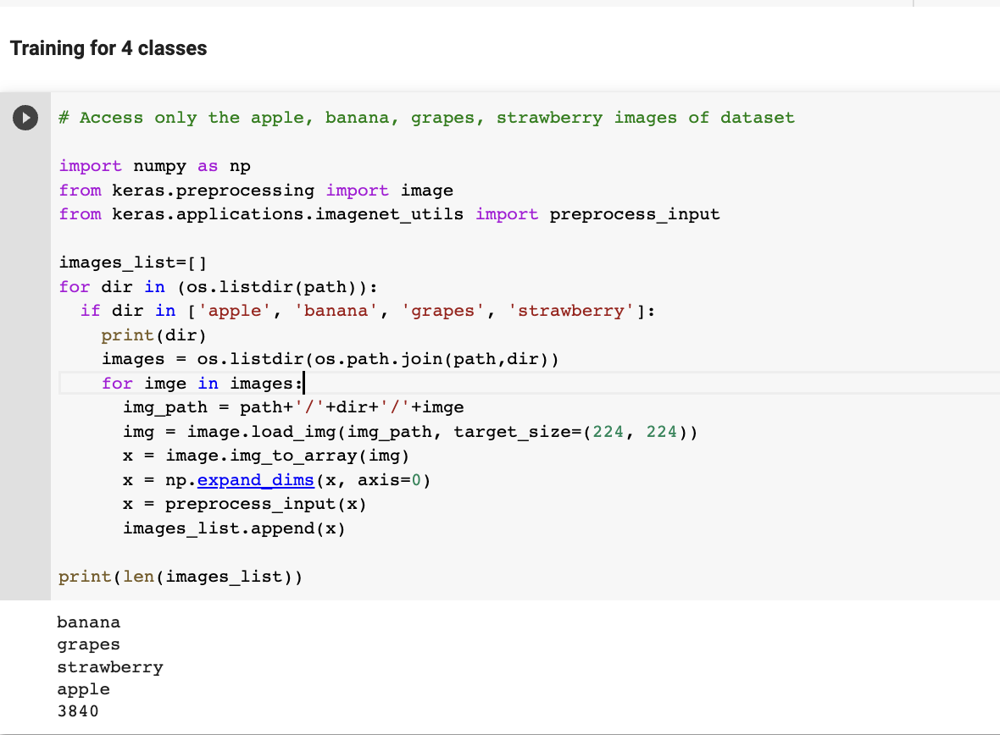 Training for 4 classes
# Access only the apple, banana, grapes, strawberry images of dataset
import numpy as np
from keras.preprocessing import image
from keras.applications.imagenet_utils import preprocess_input
images_list=[]
for dir in (os.listdir(path)):
  if dir in ['apple', 'banana', 'grapes', 'strawberry']:
    print(dir)
    images = os.listdir(os.path.join(path,dir))
    for imge in images:
      img_path = path+'/'+dir+'/'+imge
      img = image.load_img(img_path, target_size=(224, 224))
      x = image.img_to_array(img)
      x = np.expand_dims(x, axis=0)
      x = preprocess_input(x)
      images_list.append(x)
print(len(images_list))
banana
grapes
strawberry
apple
3840